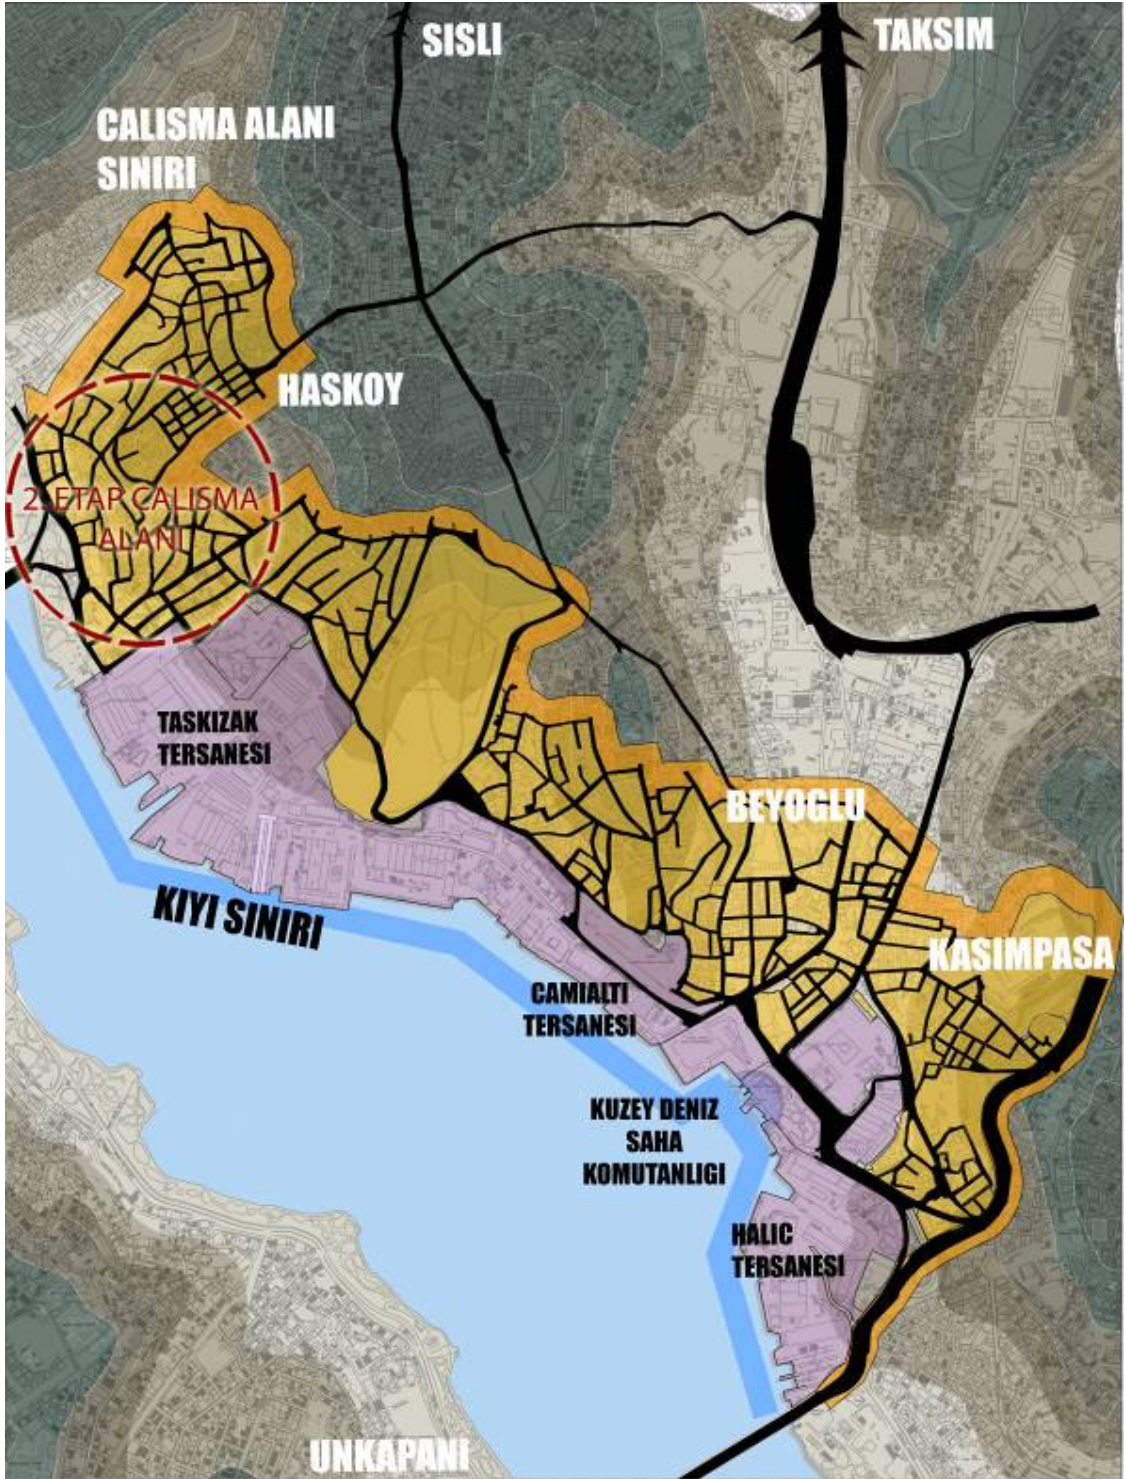 SISLI
TAKSIM
CALISMA ALANI
SINIRI
HASKOY
2. ETAP CALISMA
ALANI
TASKIZAK
TERSANESI
BEYOGLU
KIYI SINIRI
KASIMPASA
CAMIALTI
TERSANESI
KUZEY DENIZ
SAHA
KOMUTANLIGI
HALIC
TERSANESI
UNKAPANI